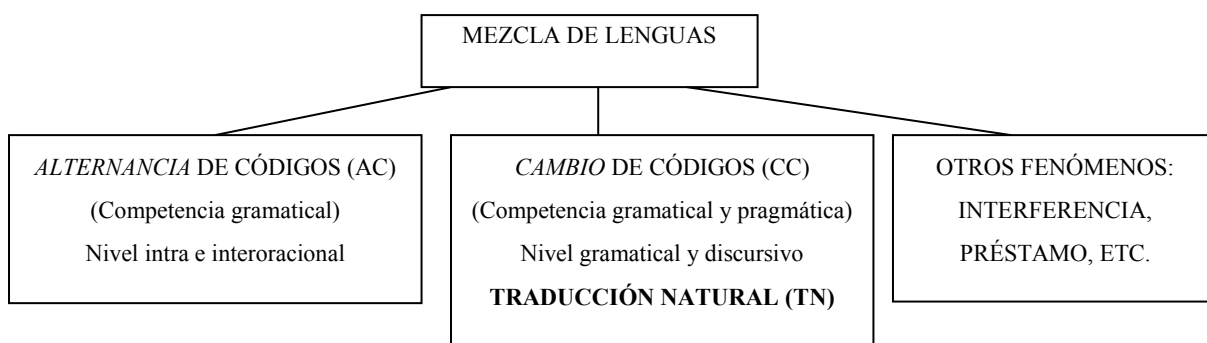 MEZCLA DE LENGUAS
ALTERNANCIA DE CÓDIGOS (AC)
(Competencia gramatical)
Nivel intra e interoracional
CAMBIO DE CÓDIGOS (CC)
(Competencia gramatical y pragmática)
Nivel gramatical y discursivo
TRADUCCIÓN NATURAL (TN)
OTROS FENÓMENOS:
INTERFERENCIA,
PRÉSTAMO, ETC.